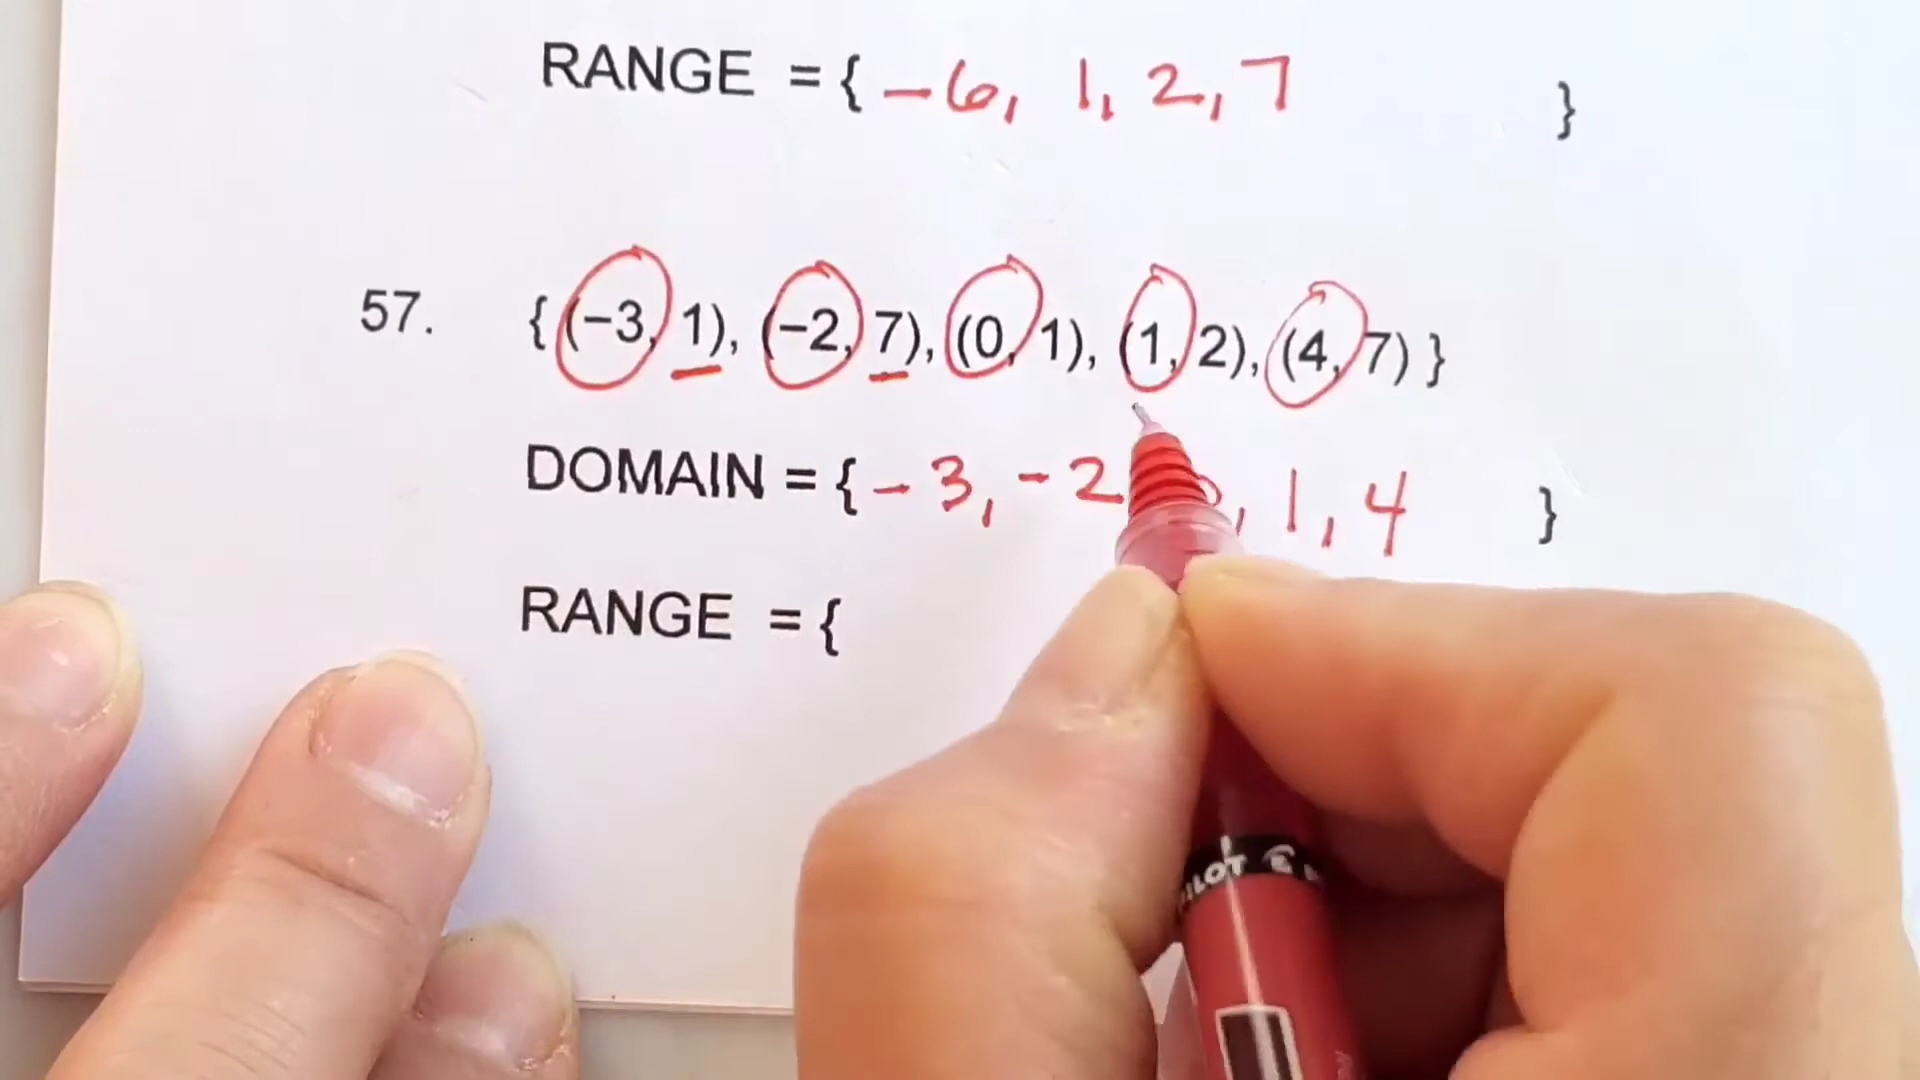 RANGE = { -6, 1, 2, 7 }
57. { (−3, 1), (−2, 7), (0, 1), (1, 2), (4, 7) }
DOMAIN = { -3, -2 , 1, 4 }
RANGE = {